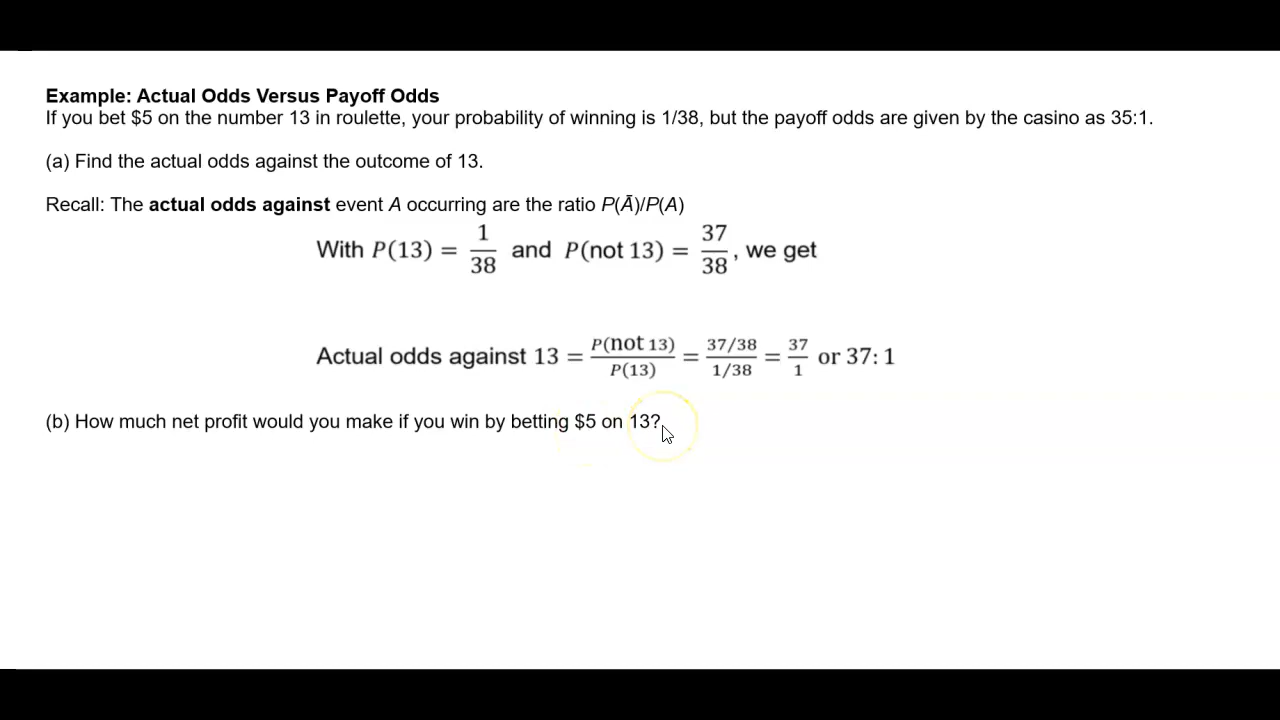 Example: Actual Odds Versus Payoff Odds
If you bet $5 on the number 13 in roulette, your probability of winning is 1/38, but the payoff odds are given by the casino as 35:1.
(a) Find the actual odds against the outcome of 13.
Recall: The actual odds against event A occurring are the ratio P(Ā)/P(A)
With P(13) = 1/38 and P(not 13) = 37/38, we get
Actual odds against 13 = P(not 13)/P(13) = 37/38/1/38 = 37/1 or 37: 1
(b) How much net profit would you make if you win by betting $5 on 13?